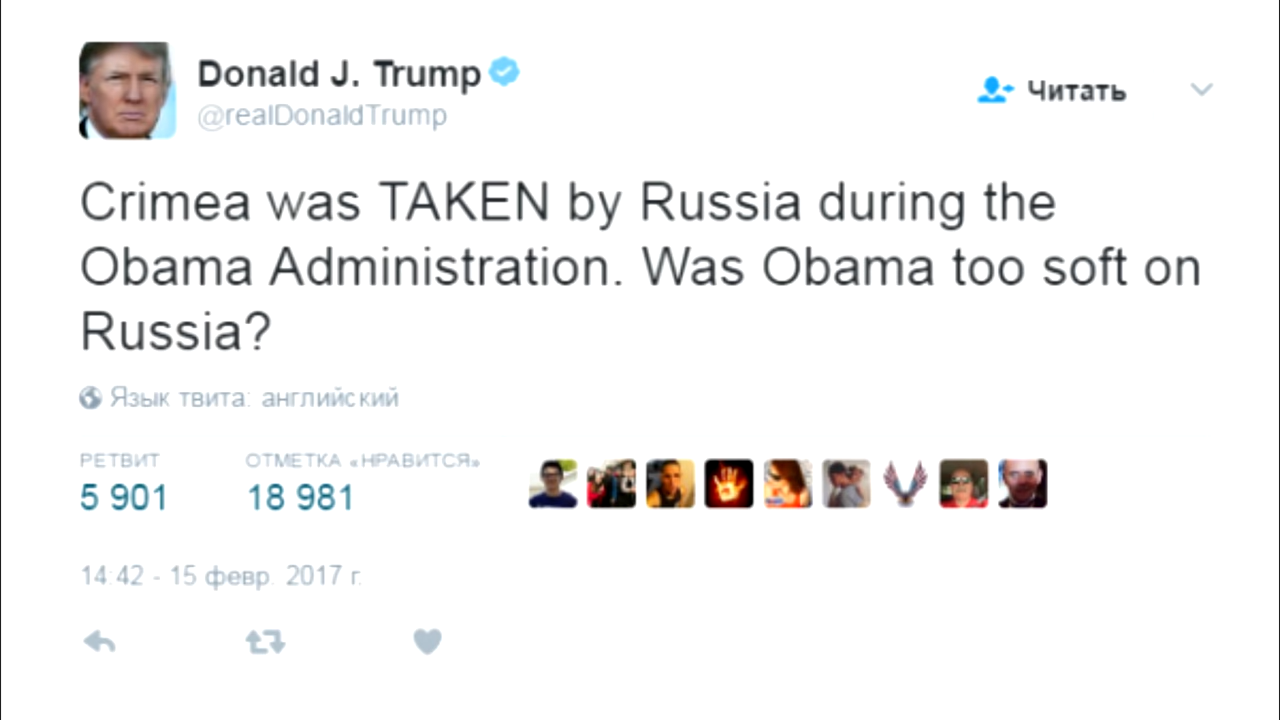 Donald J. Trump
@realDonaldTrump
Читать
Crimea was TAKEN by Russia during the
Obama Administration. Was Obama too soft on
Russia?
Язык твита: английский
РЕТВИТ
ОТМЕТКА «НРАВИТСЯ»
5 901
18 981
14:42 - 15 февр. 2017 г.